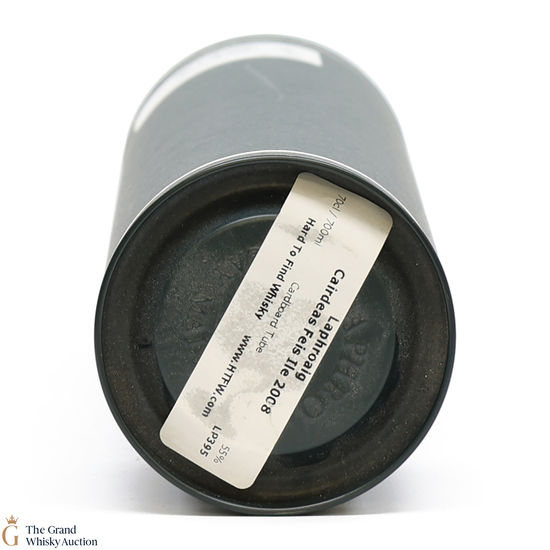 Laphroaig
Cairdeas Feis Ile 2008
70cl/700ml Cardboard Tube 55%
Hard To Find Whisky www.HTFW.com LP395
The Grand
Whisky Auction